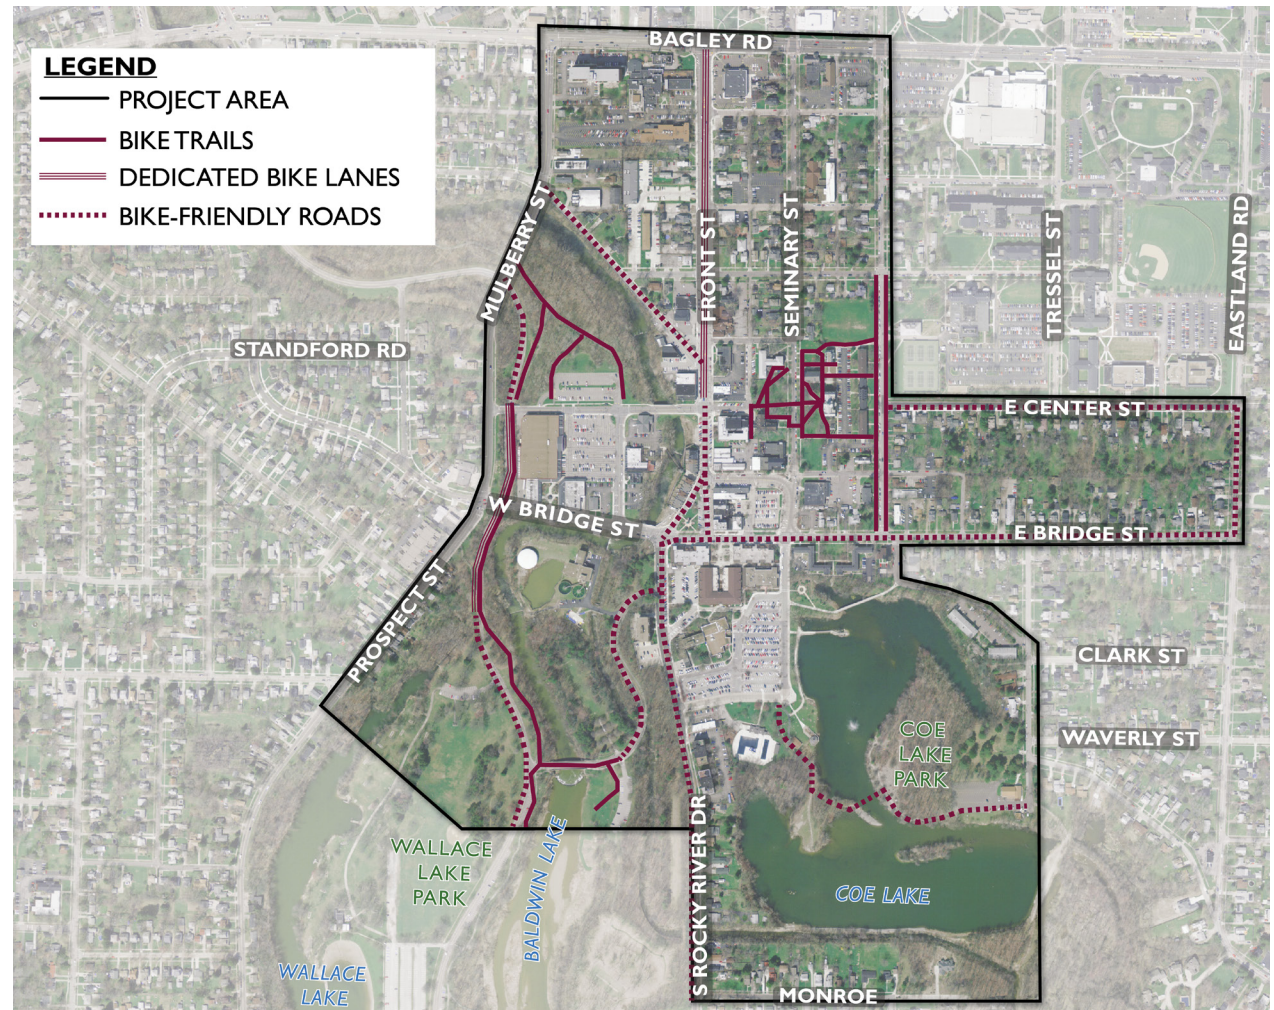 BAGLEY RD
LEGEND
PROJECT AREA
BIKE TRAILS
DEDICATED BIKE LANES
BIKE-FRIENDLY ROADS
MULBERRY ST
FRONT ST
SEMINARY ST
TRESSEL ST
EASTLAND RD
STANDFORD RD
E CENTER ST
W BRIDGE ST
E BRIDGE ST
PROSPECT ST
CLARK ST
WAVERLY ST
COE
LAKE
PARK
S ROCKY RIVER DR
WALLACE
LAKE
PARK
BALDWIN LAKE
COE LAKE
WALLACE
LAKE
MONROE